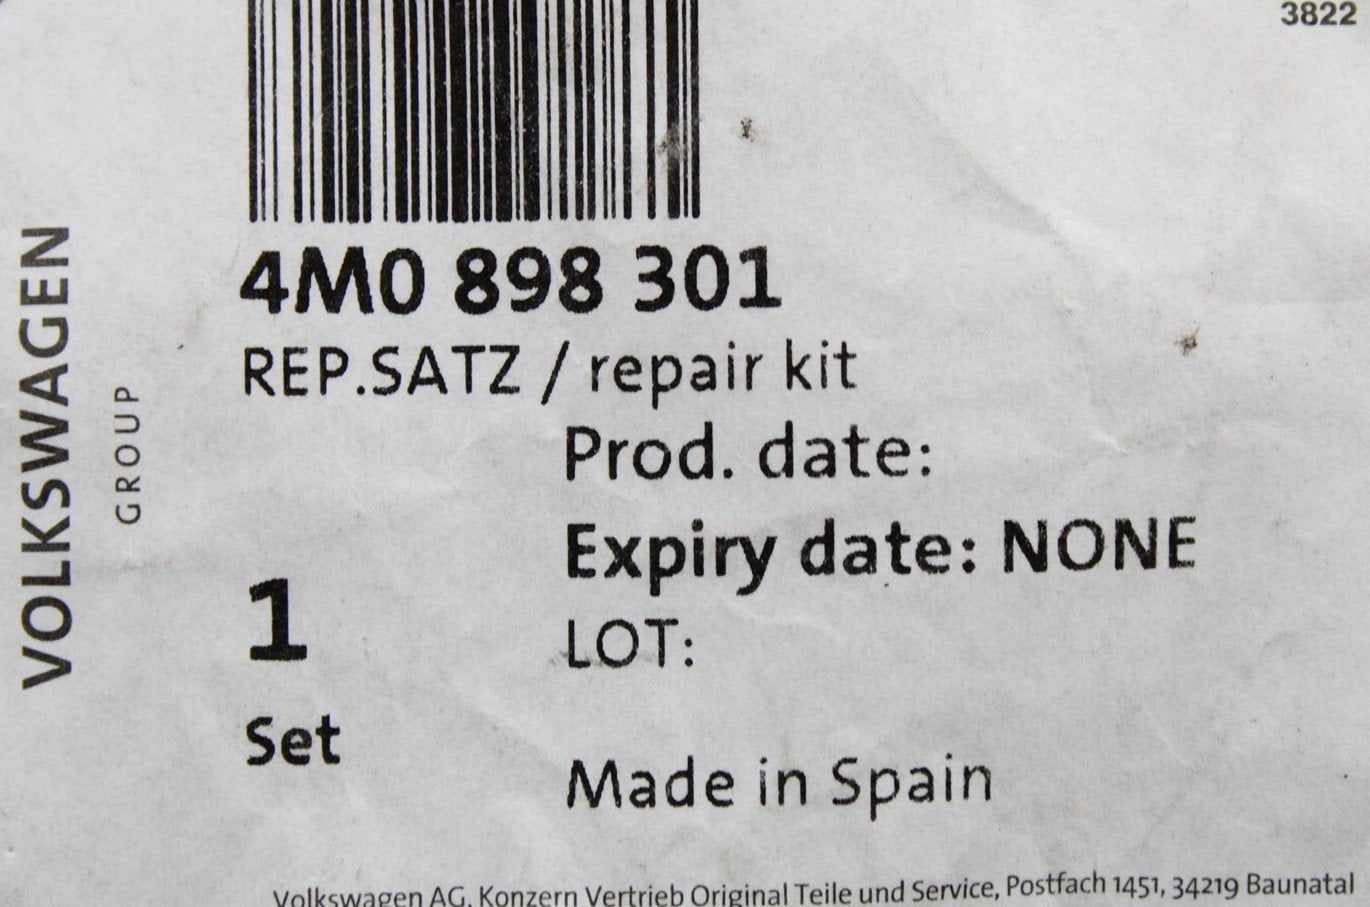 3822
VOLKSWAGEN
GROUP
4M0 898 301
REP.SATZ / repair kit
Prod. date:
Expiry date: NONE
1
LOT:
Set
Made in Spain
Volkswagen AG, Konzern Vertrieb Original Teile und Service, Postfach 1451, 34219 Baunatal